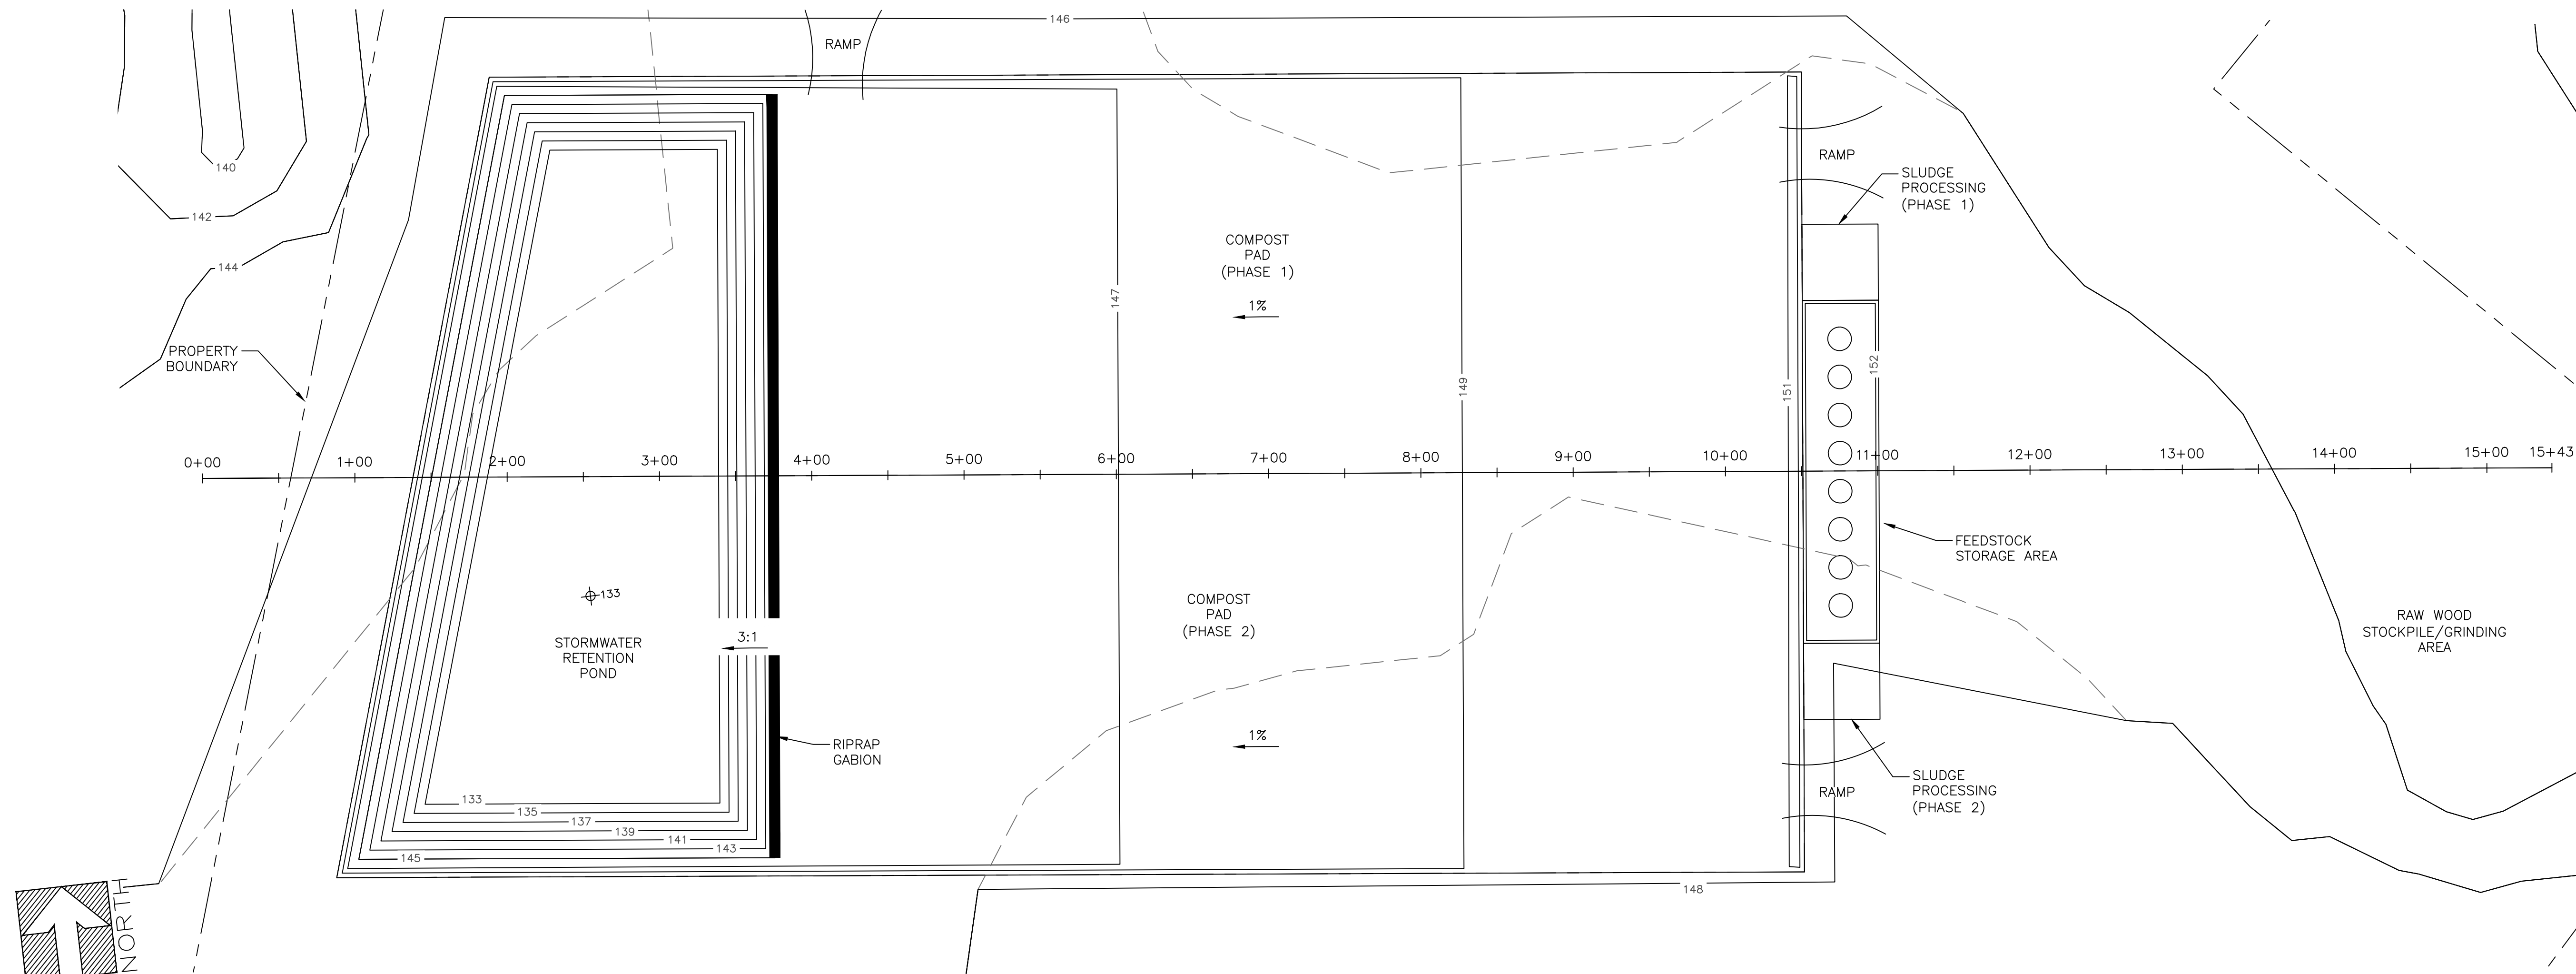 146
RAMP
140
RAMP
SLUDGE
PROCESSING
(PHASE 1)
142
COMPOST
PAD
(PHASE 1)
144
147
1%
PROPERTY
BOUNDARY
149
151
152
0+00
1+00
2+00
3+00
4+00
5+00
6+00
7+00
8+00
9+00
10+00
11+00
12+00
13+00
14+00
15+00
15+43
FEEDSTOCK
STORAGE AREA
133
COMPOST
PAD
(PHASE 2)
RAW WOOD
STOCKPILE/GRINDING
AREA
3:1
STORMWATER
RETENTION
POND
1%
RIPRAP
GABION
SLUDGE
PROCESSING
(PHASE 2)
RAMP
133
135
137
139
141
143
145
148
NORTH